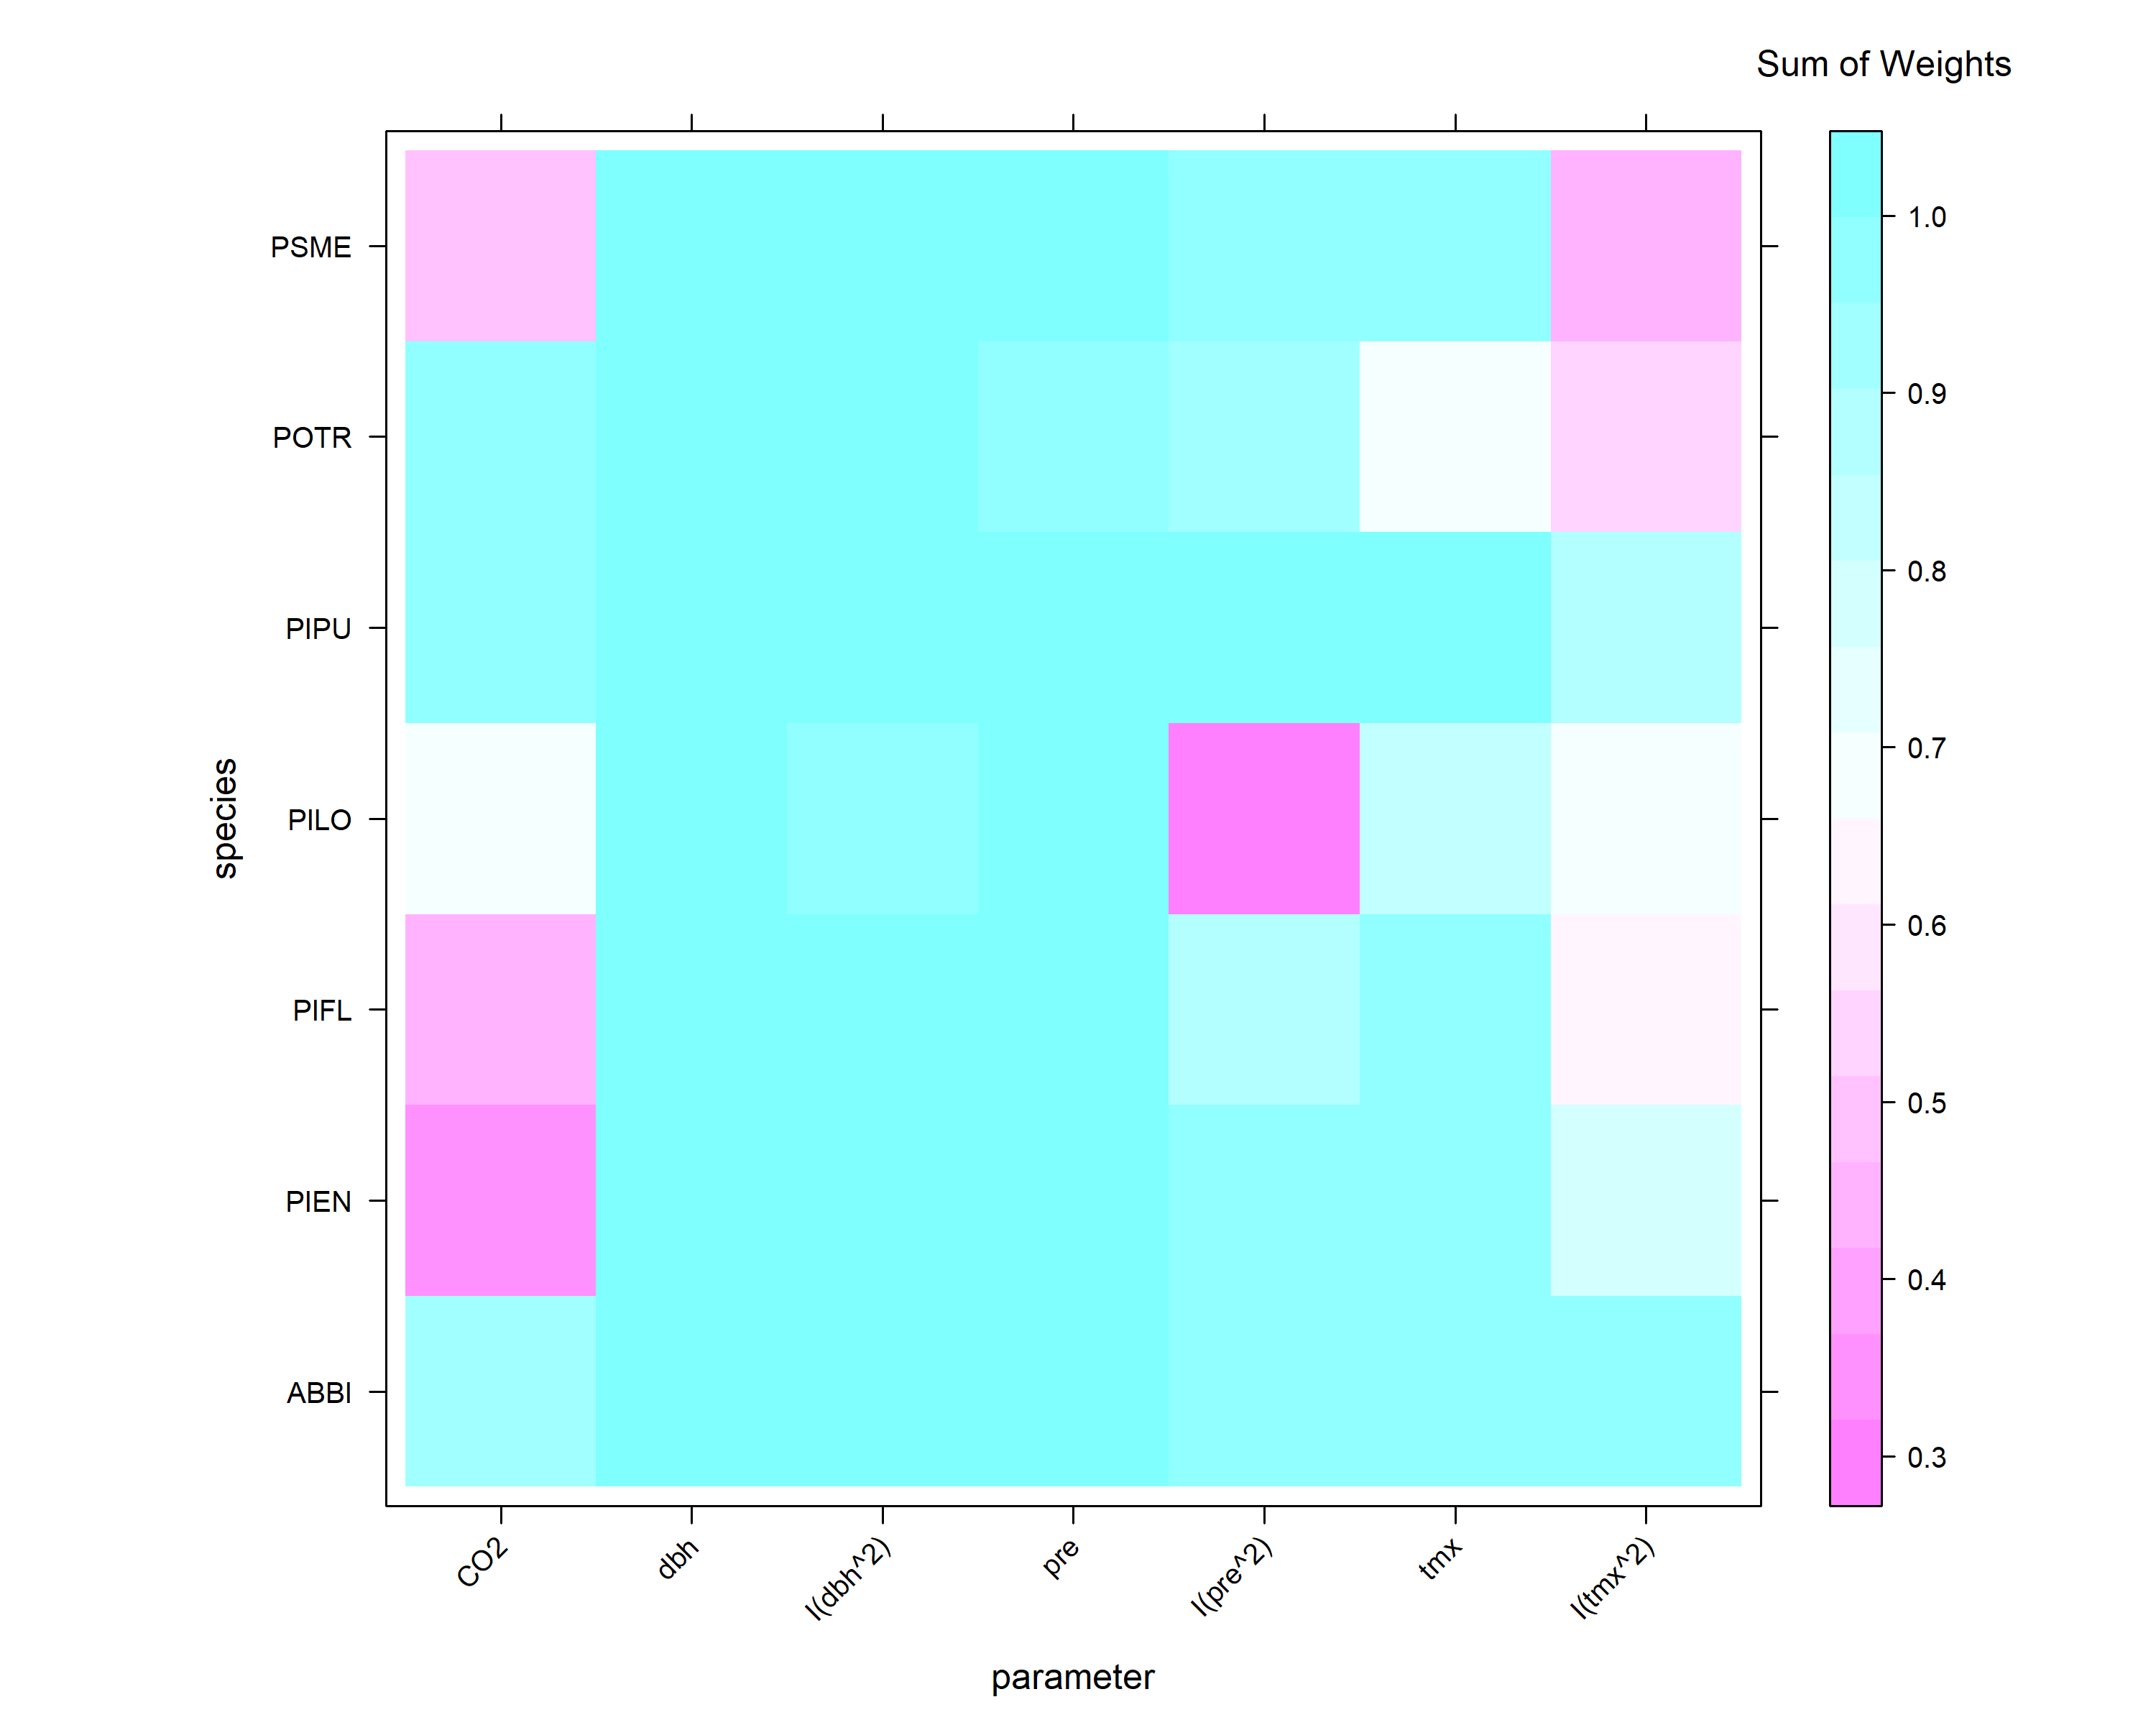 Sum of Weights
PSME
POTR
PIPU
PILO
PIFL
PIEN
ABBI
species
CO2
dbh
I(dbh^2)
pre
I(pre^2)
tmx
I(tmx^2)
parameter
1.0
0.9
0.8
0.7
0.6
0.5
0.4
0.3